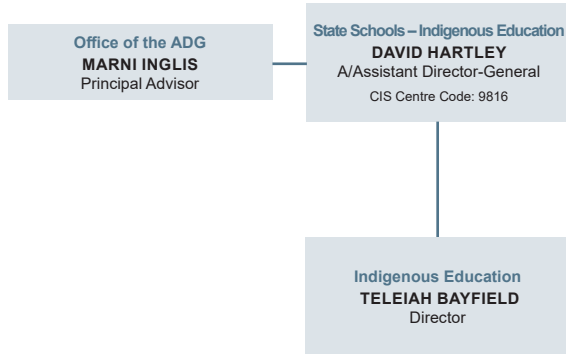 Office of the ADG
MARNI INGLIS
Principal Advisor
State Schools – Indigenous Education
DAVID HARTLEY
A/Assistant Director-General
CIS Centre Code: 9816
Indigenous Education
TELEIAH BAYFIELD
Director